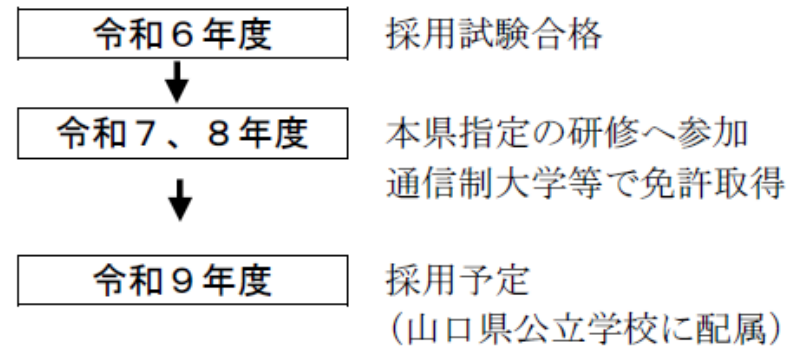 令和６年度　採用試験合格
令和７、８年度　本県指定の研修へ参加
通信制大学等で免許取得
令和９年度　採用予定
（山口県公立学校に配属）